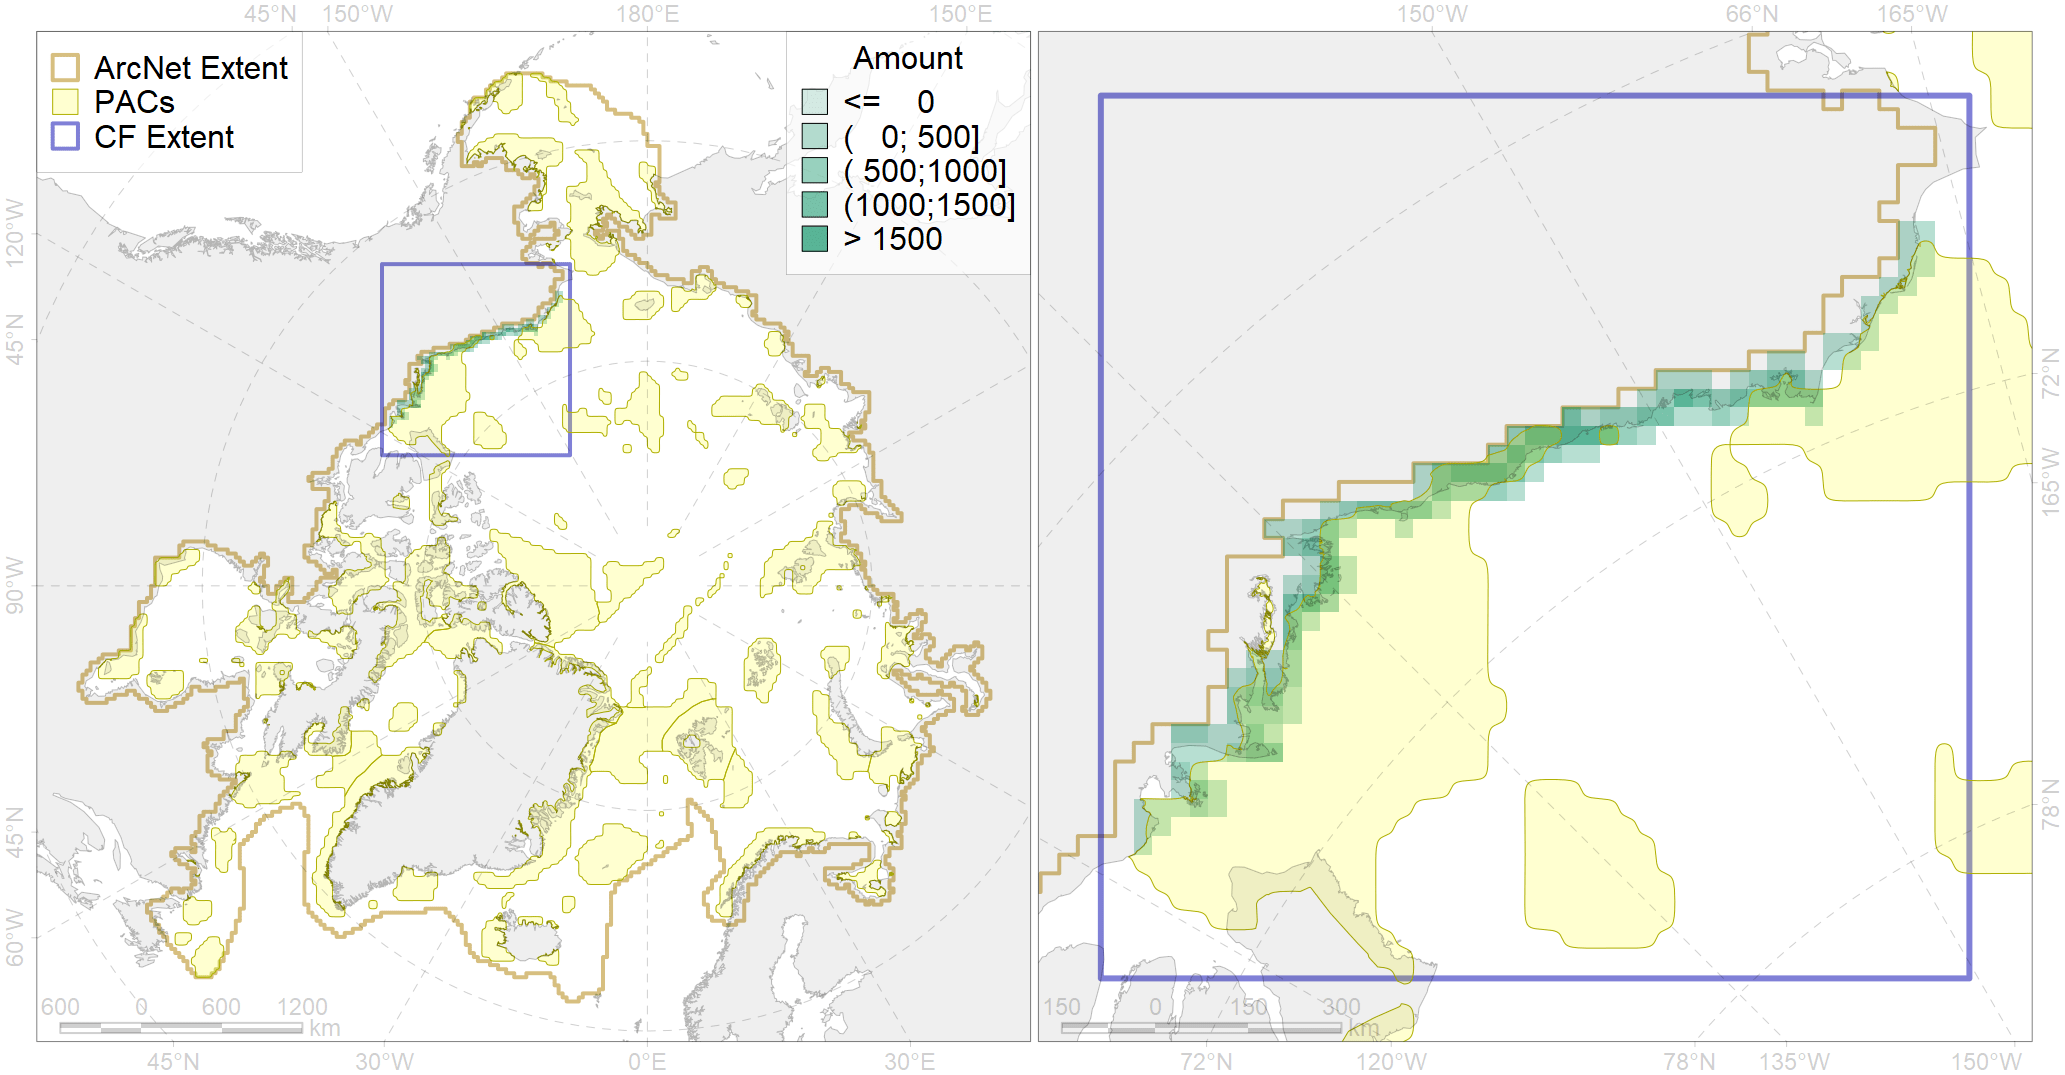 45°N 150°W 180°E 150°E 150°W 66°N 165°W
ArcNet Extent
PACs
CF Extent
Amount
<= 0
( 0; 500]
( 500;1000]
(1000;1500]
> 1500
120°W
45°N
90°W
45°N
60°W
72°N
165°W
78°N
600 0 600 1200
km
150 0 150 300
km
45°N 30°W 0°E 30°E 72°N 120°W 78°N 135°W 150°W